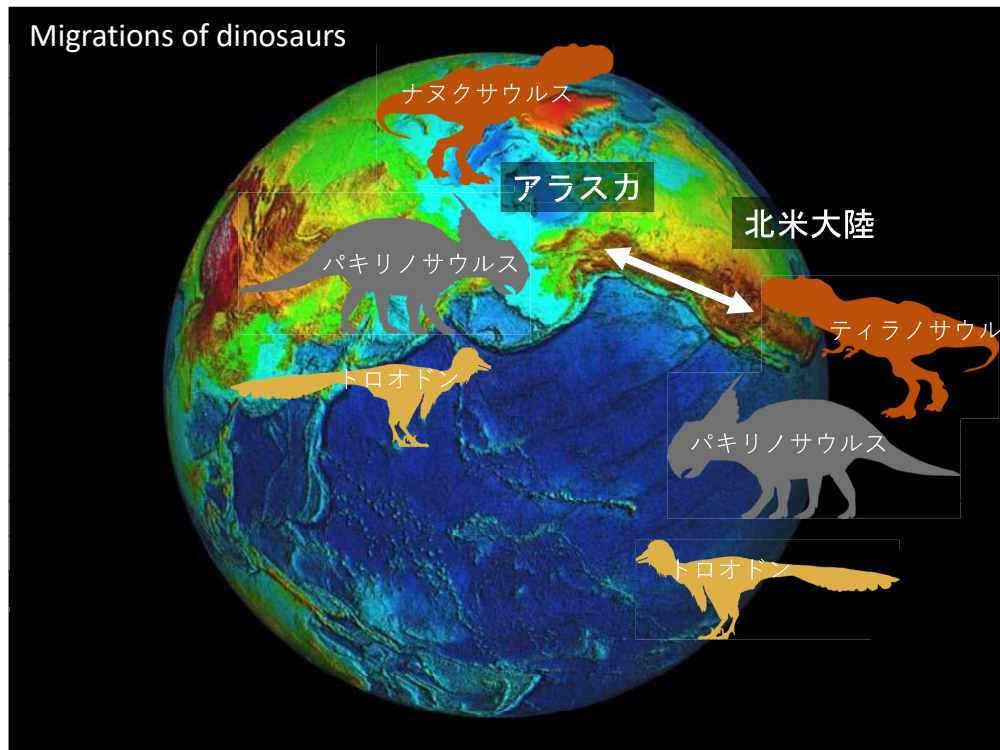 Migrations of dinosaurs
ナヌクサウルス
アラスカ
北米大陸
パキリノサウルス
ティラノサウル
トロオドン
パキリノサウルス
トロオドン